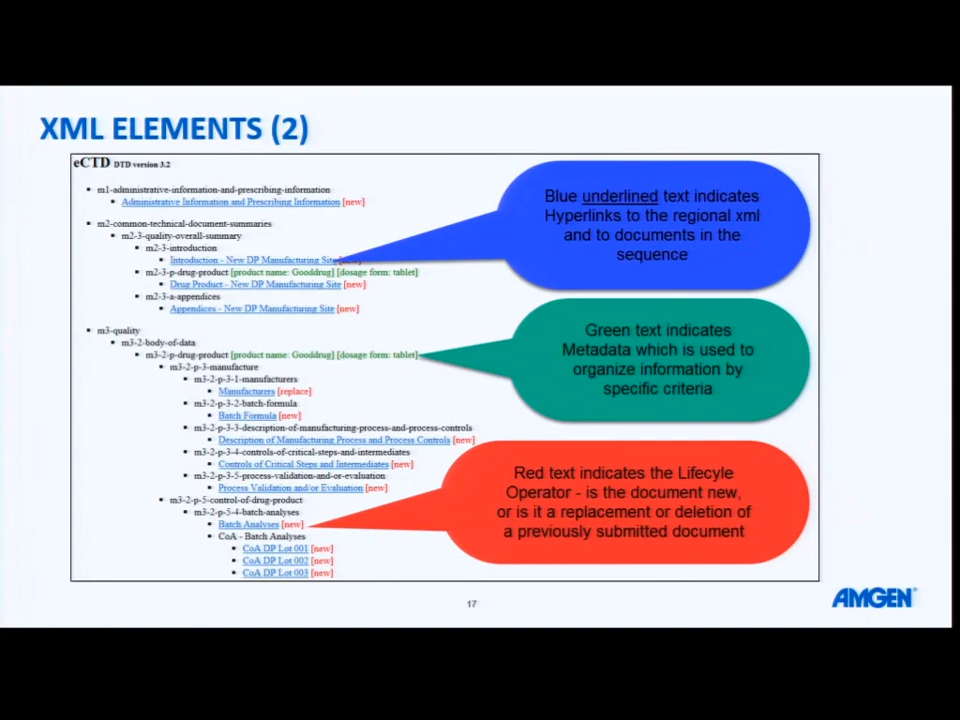 XML ELEMENTS (2)
eCTD DTD version 3.2
m1-administrative-information-and-prescribing-information
Administrative Information and Prescribing Information [new]
m2-common-technical-document-summaries
m2-3-quality-overall-summary
m2-3-introduction
Introduction - New DP Manufacturing Site
m2-3-p-drug-product [product name: Gooddrug] [dosage form: tablet]
Drug Product - New DP Manufacturing Site [new]
m2-3-a-appendices
Appendices - New DP Manufacturing Site [new]
m3-quality
m3-2-body-of-data
m3-2-p-drug-product [product name: Gooddrug] [dosage form: tablet]
m3-2-p-3-manufacture
m3-2-p-3-1-manufacturers
Manufacturers [replace]
m3-2-p-3-2-batch-formula
Batch Formula [new]
m3-2-p-3-3-description-of-manufacturing-process-and-process-controls
Description of Manufacturing Process and Process Controls [new]
m3-2-p-3-4-controls-of-critical-steps-and-intermediates
Controls of Critical Steps and Intermediates [new]
m3-2-p-3-5-process-validation-and-or-evaluation
Process Validation and/or Evaluation [new]
m3-2-p-5-control-of-drug-product
m3-2-p-5-4-batch-analyses
Batch Analyses [new]
CoA - Batch Analyses
CoA DP Lot 001 [new]
CoA DP Lot 002 [new]
CoA DP Lot 003 [new]
Blue underlined text indicates
Hyperlinks to the regional xml
and to documents in the
sequence
Green text indicates
Metadata which is used to
organize information by
specific criteria
Red text indicates the Lifecyle
Operator - is the document new,
or is it a replacement or deletion of
a previously submitted document
17
AMGEN®